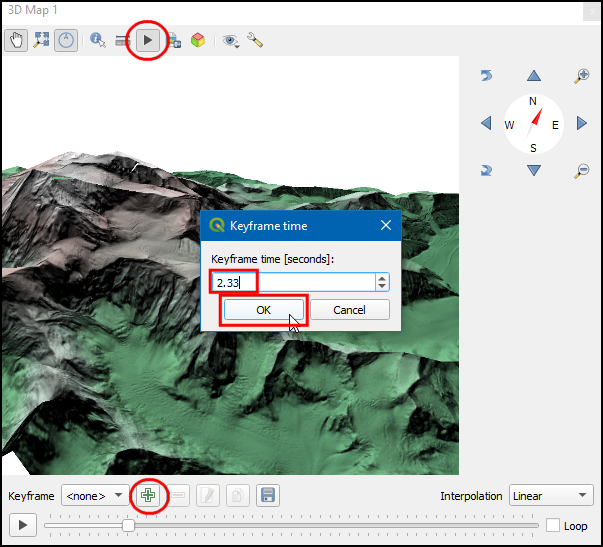 3D Map 1
N
W E
S
Keyframe time
Keyframe time [seconds]:
2.33
OK Cancel
Keyframe <none> Interpolation Linear
Loop